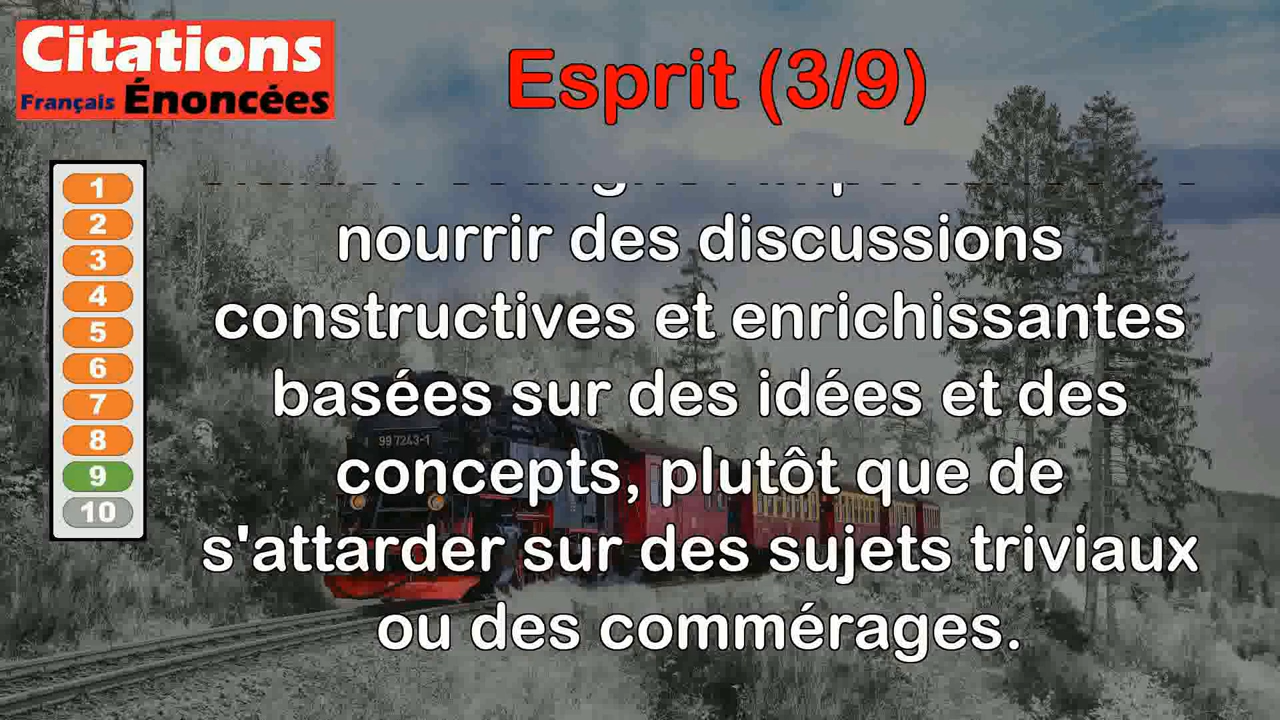 Citations
Français Énoncées
Esprit (3/9)
1
2
3
4
5
6
7
8
9
10
nourrir des discussions
constructives et enrichissantes
basées sur des idées et des
concepts, plutôt que de
s'attarder sur des sujets triviaux
ou des commérages.
99 7243-1